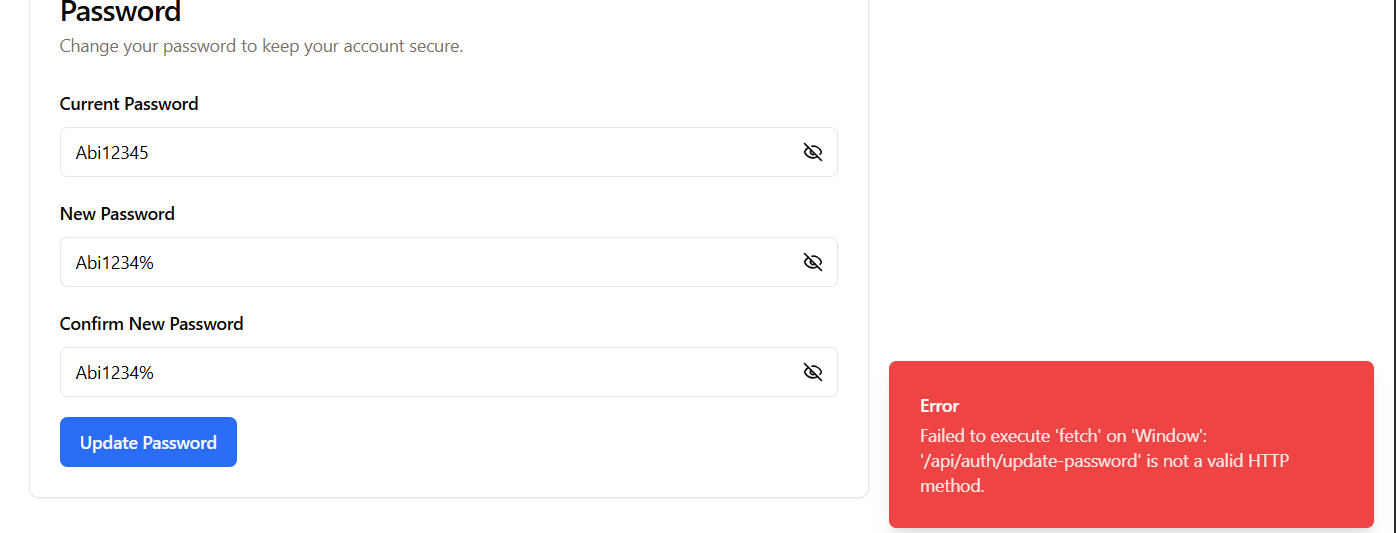 Password
Change your password to keep your account secure.
Current Password
Abi12345
New Password
Abi1234%
Confirm New Password
Abi1234%
Update Password
Error
Failed to execute 'fetch' on 'Window':
'/api/auth/update-password' is not a valid HTTP
method.